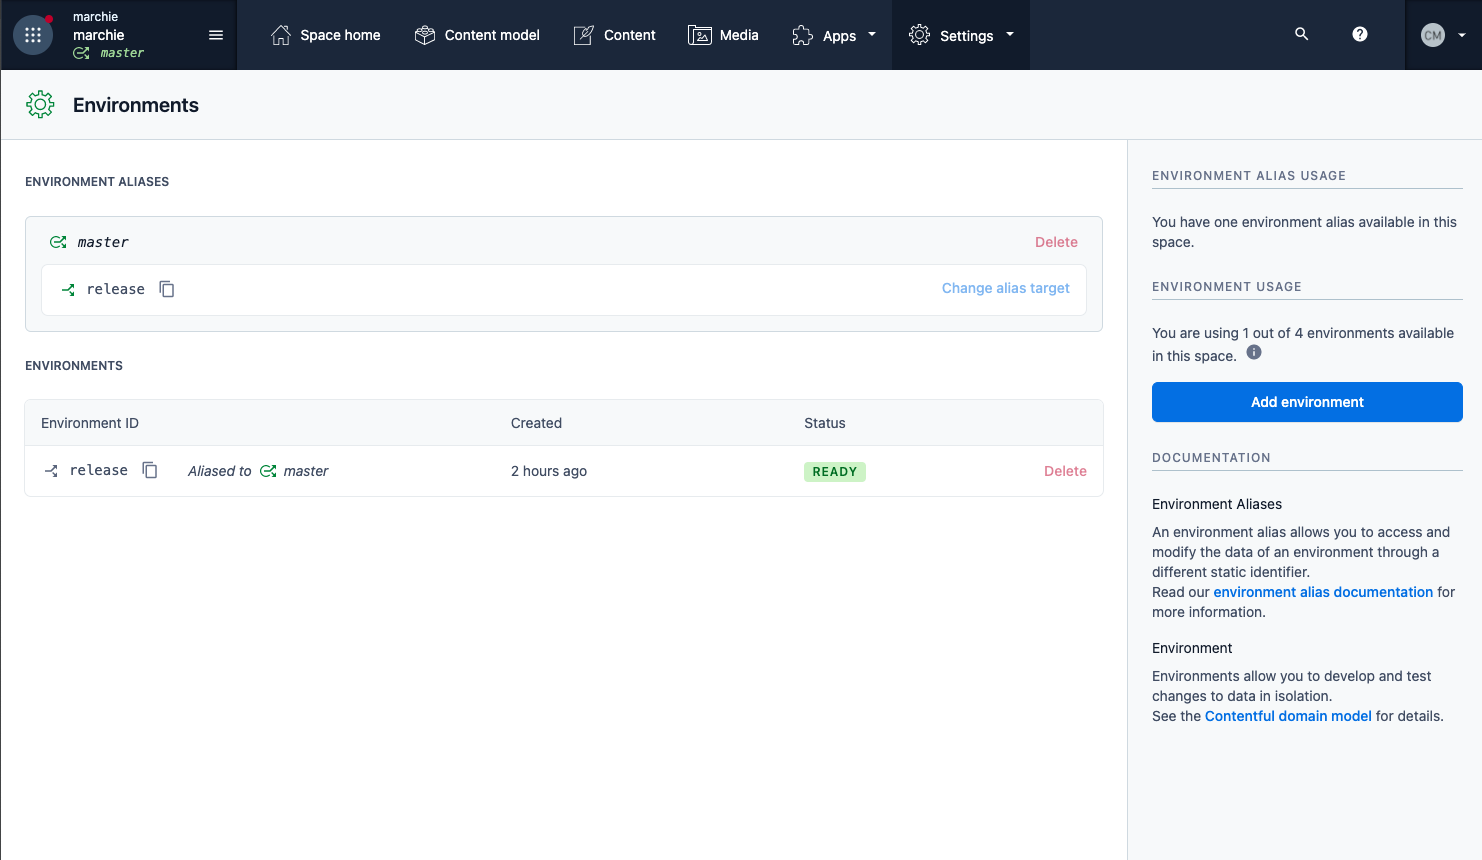 marchie
marchie
master
Space home
Content model
Content
Media
Apps
Settings
?
CM
Environments
ENVIRONMENT ALIASES
master
Delete
release
Change alias target
ENVIRONMENTS
Environment ID
Created
Status
release
Aliased to master
2 hours ago
READY
Delete
ENVIRONMENT ALIAS USAGE
You have one environment alias available in this
space.
ENVIRONMENT USAGE
You are using 1 out of 4 environments available
in this space.
Add environment
DOCUMENTATION
Environment Aliases
An environment alias allows you to access and
modify the data of an environment through a
different static identifier.
Read our environment alias documentation for
more information.
Environment
Environments allow you to develop and test
changes to data in isolation.
See the Contentful domain model for details.